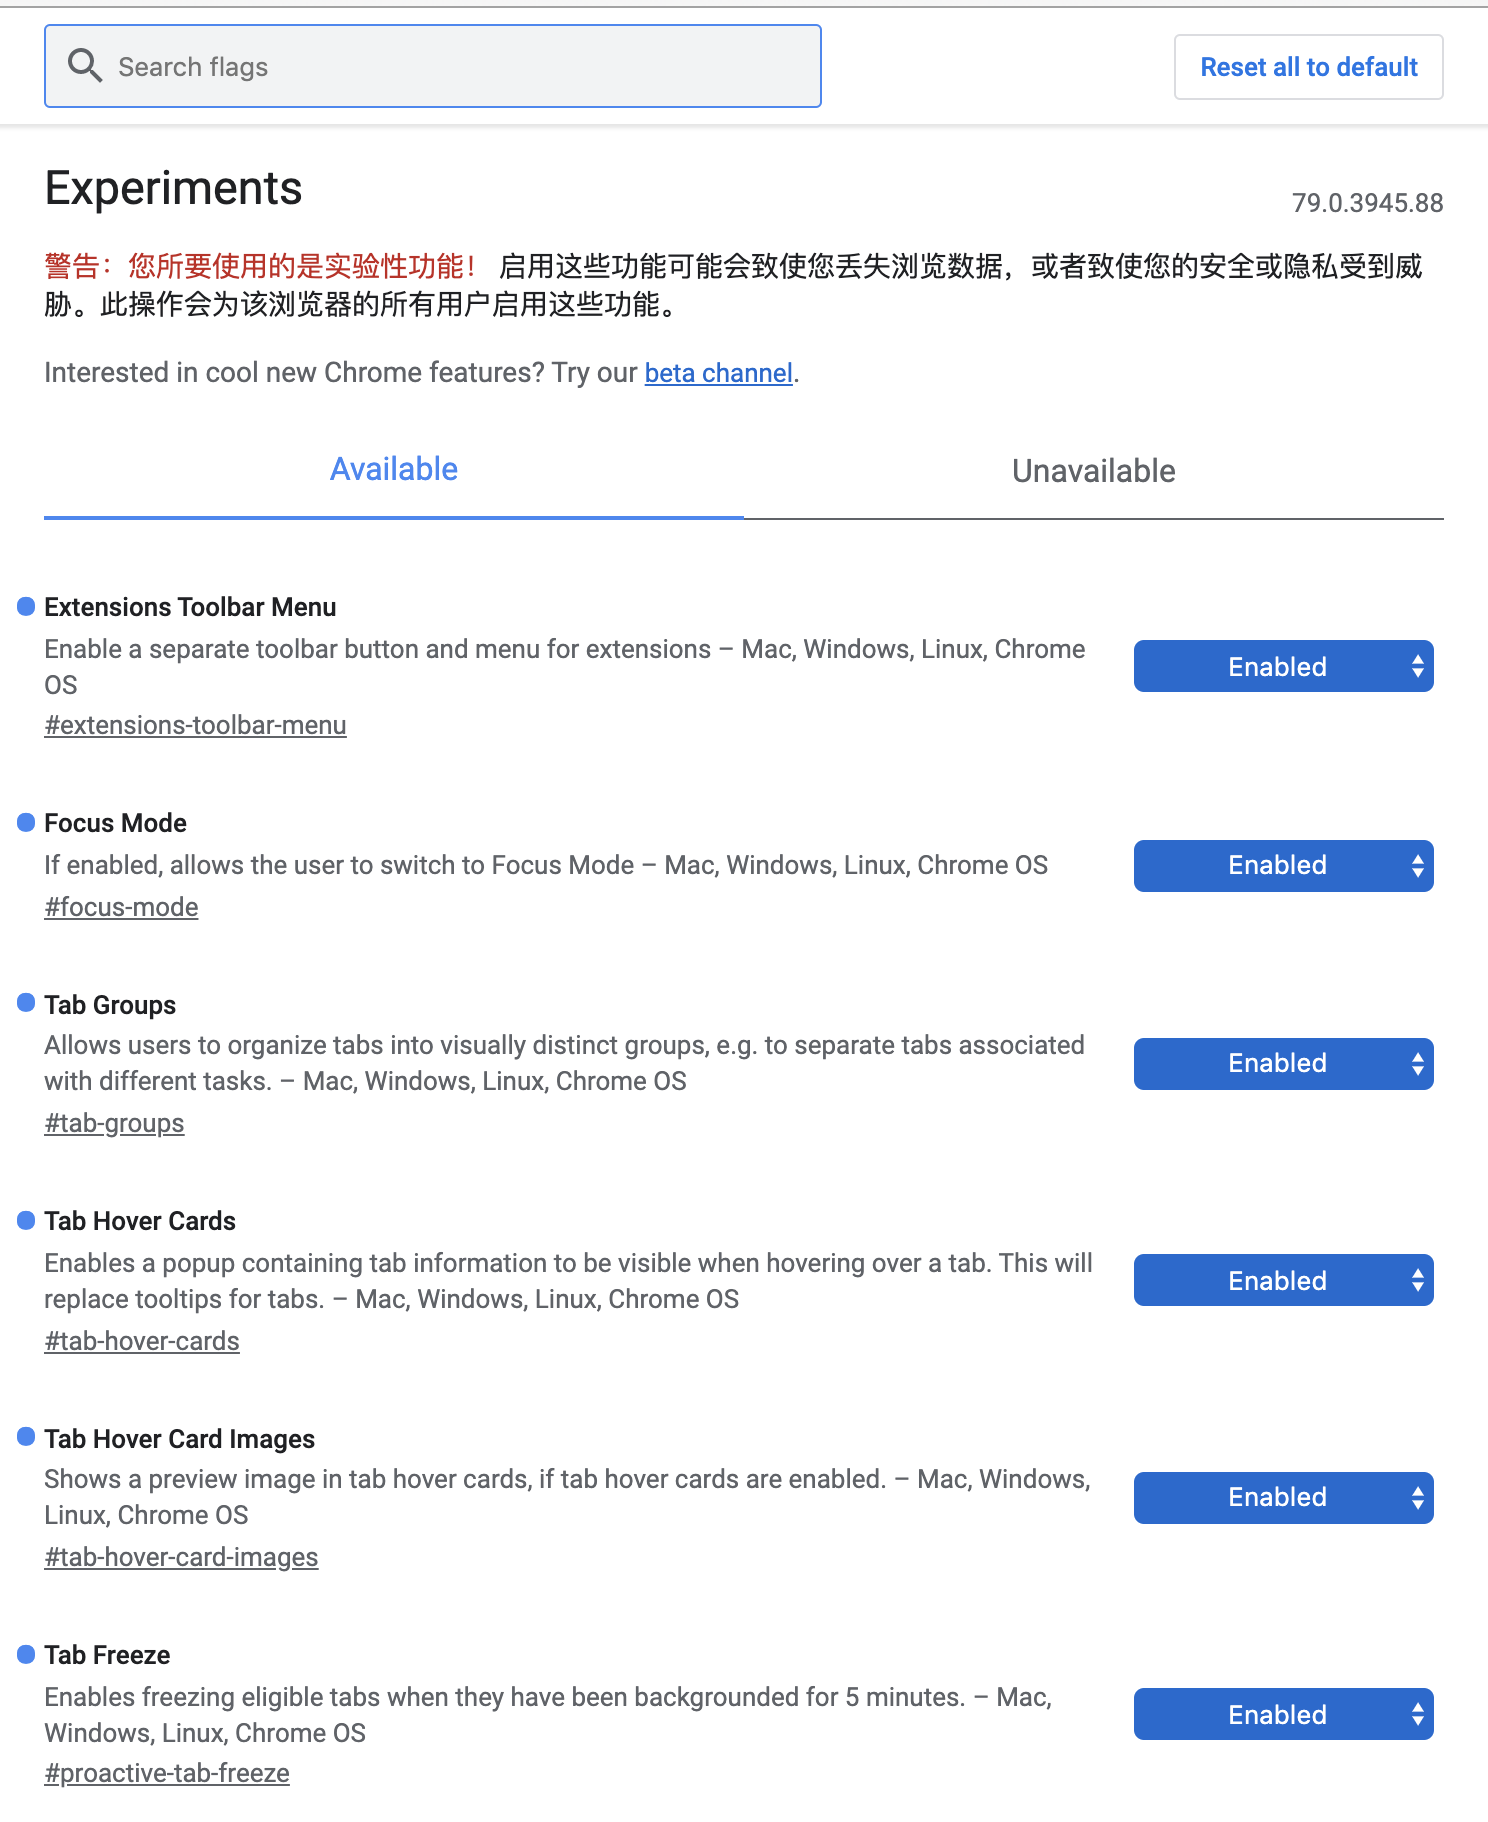 Search flags
Reset all to default
Experiments
79.0.3945.88
警告：您所要使用的是实验性功能！ 启用这些功能可能会致使您丢失浏览数据，或者致使您的安全或隐私受到威
胁。此操作会为该浏览器的所有用户启用这些功能。
Interested in cool new Chrome features? Try our beta channel.
Available
Unavailable
Extensions Toolbar Menu
Enable a separate toolbar button and menu for extensions – Mac, Windows, Linux, Chrome
OS
Enabled
#extensions-toolbar-menu
Focus Mode
If enabled, allows the user to switch to Focus Mode – Mac, Windows, Linux, Chrome OS
Enabled
#focus-mode
Tab Groups
Allows users to organize tabs into visually distinct groups, e.g. to separate tabs associated
with different tasks. – Mac, Windows, Linux, Chrome OS
Enabled
#tab-groups
Tab Hover Cards
Enables a popup containing tab information to be visible when hovering over a tab. This will
replace tooltips for tabs. – Mac, Windows, Linux, Chrome OS
Enabled
#tab-hover-cards
Tab Hover Card Images
Shows a preview image in tab hover cards, if tab hover cards are enabled. – Mac, Windows,
Linux, Chrome OS
Enabled
#tab-hover-card-images
Tab Freeze
Enables freezing eligible tabs when they have been backgrounded for 5 minutes. – Mac,
Windows, Linux, Chrome OS
Enabled
#proactive-tab-freeze